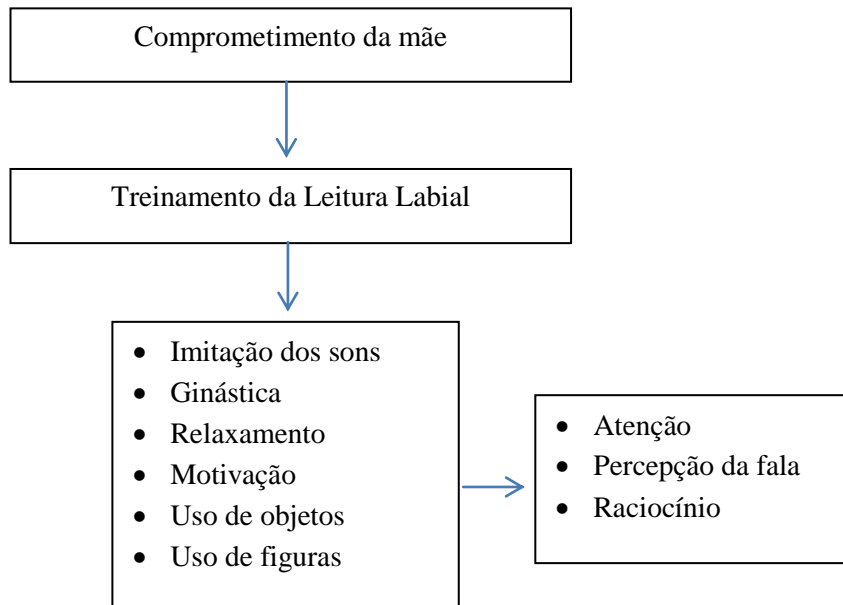 Comprometimento da mãe
Treinamento da Leitura Labial
• Imitação dos sons
• Ginástica
• Relaxamento
• Motivação
• Uso de objetos
• Uso de figuras
• Atenção
• Percepção da fala
• Raciocínio